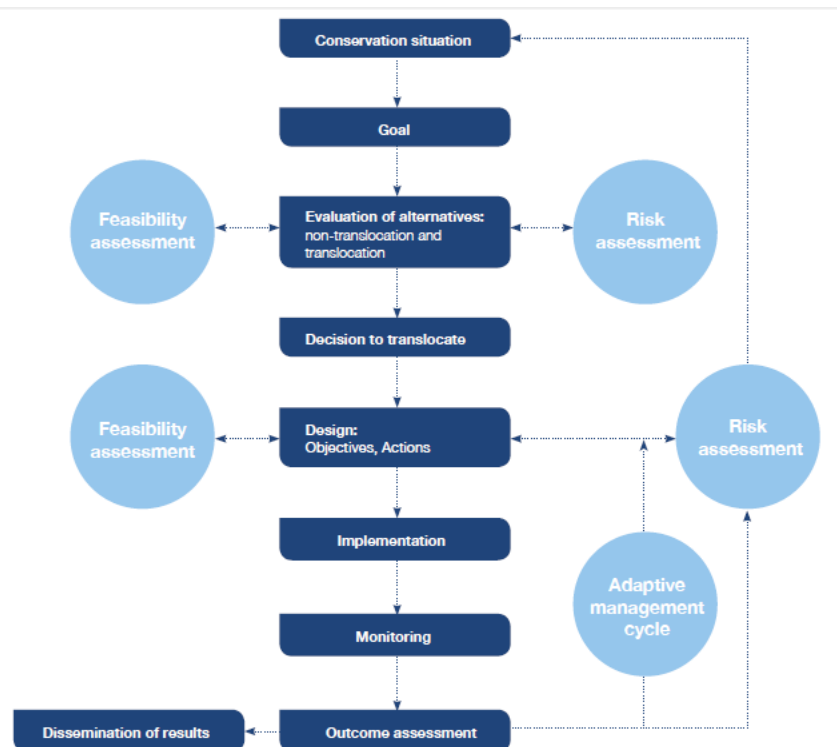 Conservation situation
Goal
Feasibility
assessment
Evaluation of alternatives:
non-translocation and
translocation
Risk
assessment
Decision to translocate
Feasibility
assessment
Design:
Objectives, Actions
Risk
assessment
Implementation
Adaptive
management
cycle
Monitoring
Dissemination of results
Outcome assessment